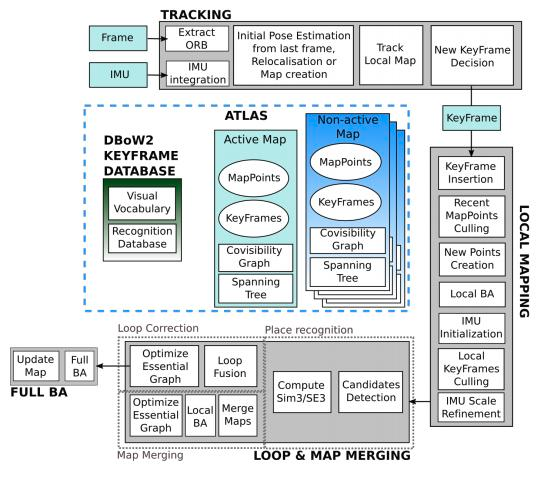 TRACKING
Frame
Extract
ORB
IMU
IMU
integration
Initial Pose Estimation
from last frame,
Relocalisation or
Map creation
Track
Local Map
New KeyFrame
Decision
KeyFrame
ATLAS
DBoW2
KEYFRAME
DATABASE
Visual
Vocabulary
Recognition
Database
Active Map
MapPoints
KeyFrames
Covisibility
Graph
Spanning
Tree
Non-active
Map
MapPoints
KeyFrames
Covisibility
Graph
Spanning
Tree
LOCAL MAPPING
KeyFrame
Insertion
Recent
MapPoints
Culling
New Points
Creation
Local BA
IMU
Initialization
Local
KeyFrames
Culling
IMU Scale
Refinement
Loop Correction
Optimize
Essential
Graph
Loop
Fusion
Place recognition
Compute
Sim3/SE3
Candidates
Detection
Optimize
Essential
Graph
Local
BA
Merge
Maps
Map Merging
LOOP & MAP MERGING
Update
Map
Full
BA
FULL BA